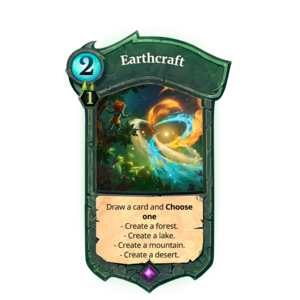 Earthcraft
2
1
Draw a card and Choose
one
- Create a forest.
- Create a lake.
- Create a mountain.
- Create a desert.